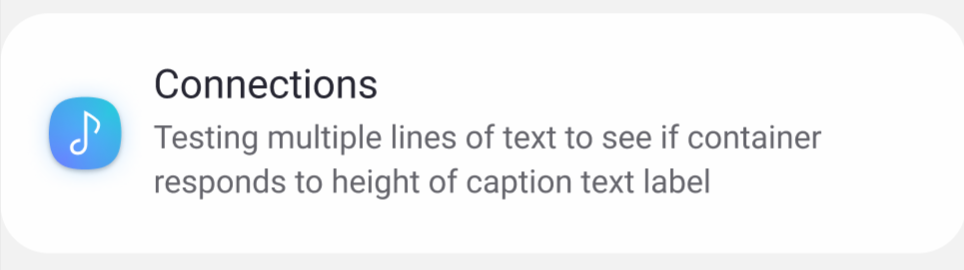 Connections
Testing multiple lines of text to see if container
responds to height of caption text label